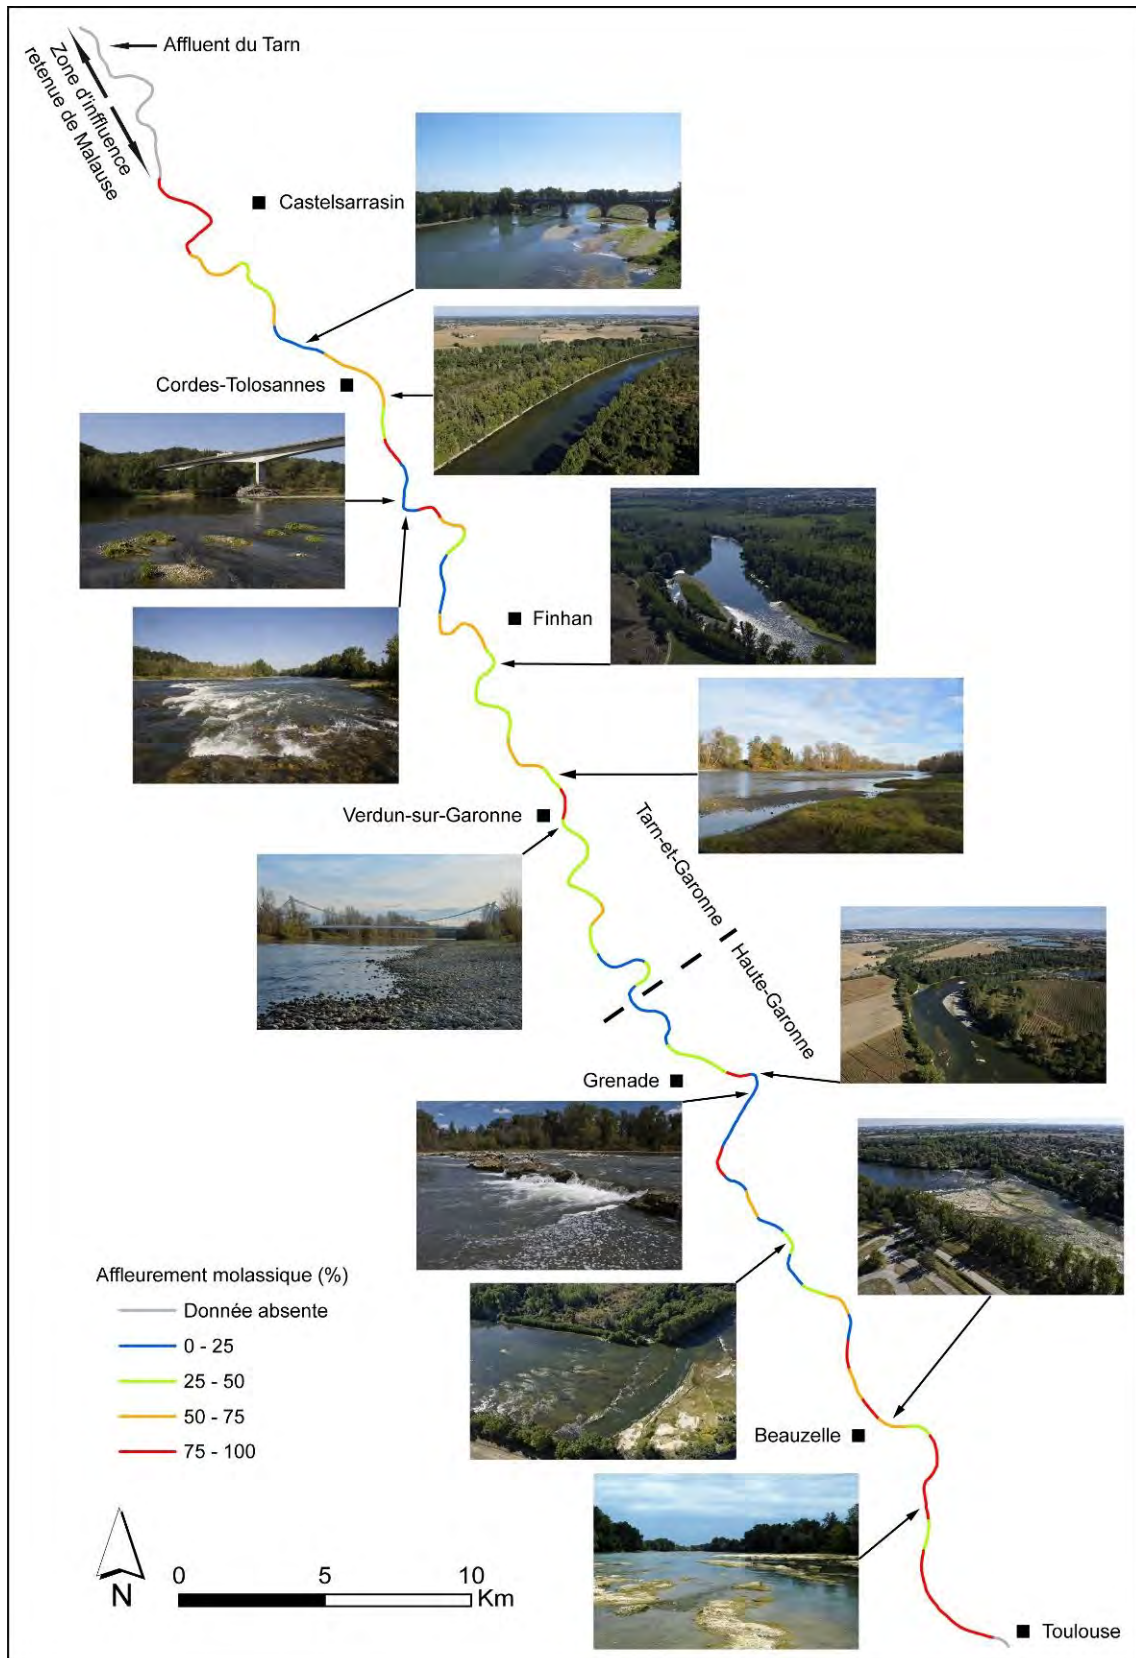 Affluent du Tarn
Zone d'inffluence
retenue de Malause
Castelsarrasin
Cordes-Tolosannes
Finhan
Verdun-sur-Garonne
Tarn-et-Garonne
Haute-Garonne
Grenade
Affleurement molassique (%)
Donnée absente
0 - 25
25 - 50
50 - 75
75 - 100
Beauzelle
N
0 5 10
Km
Toulouse